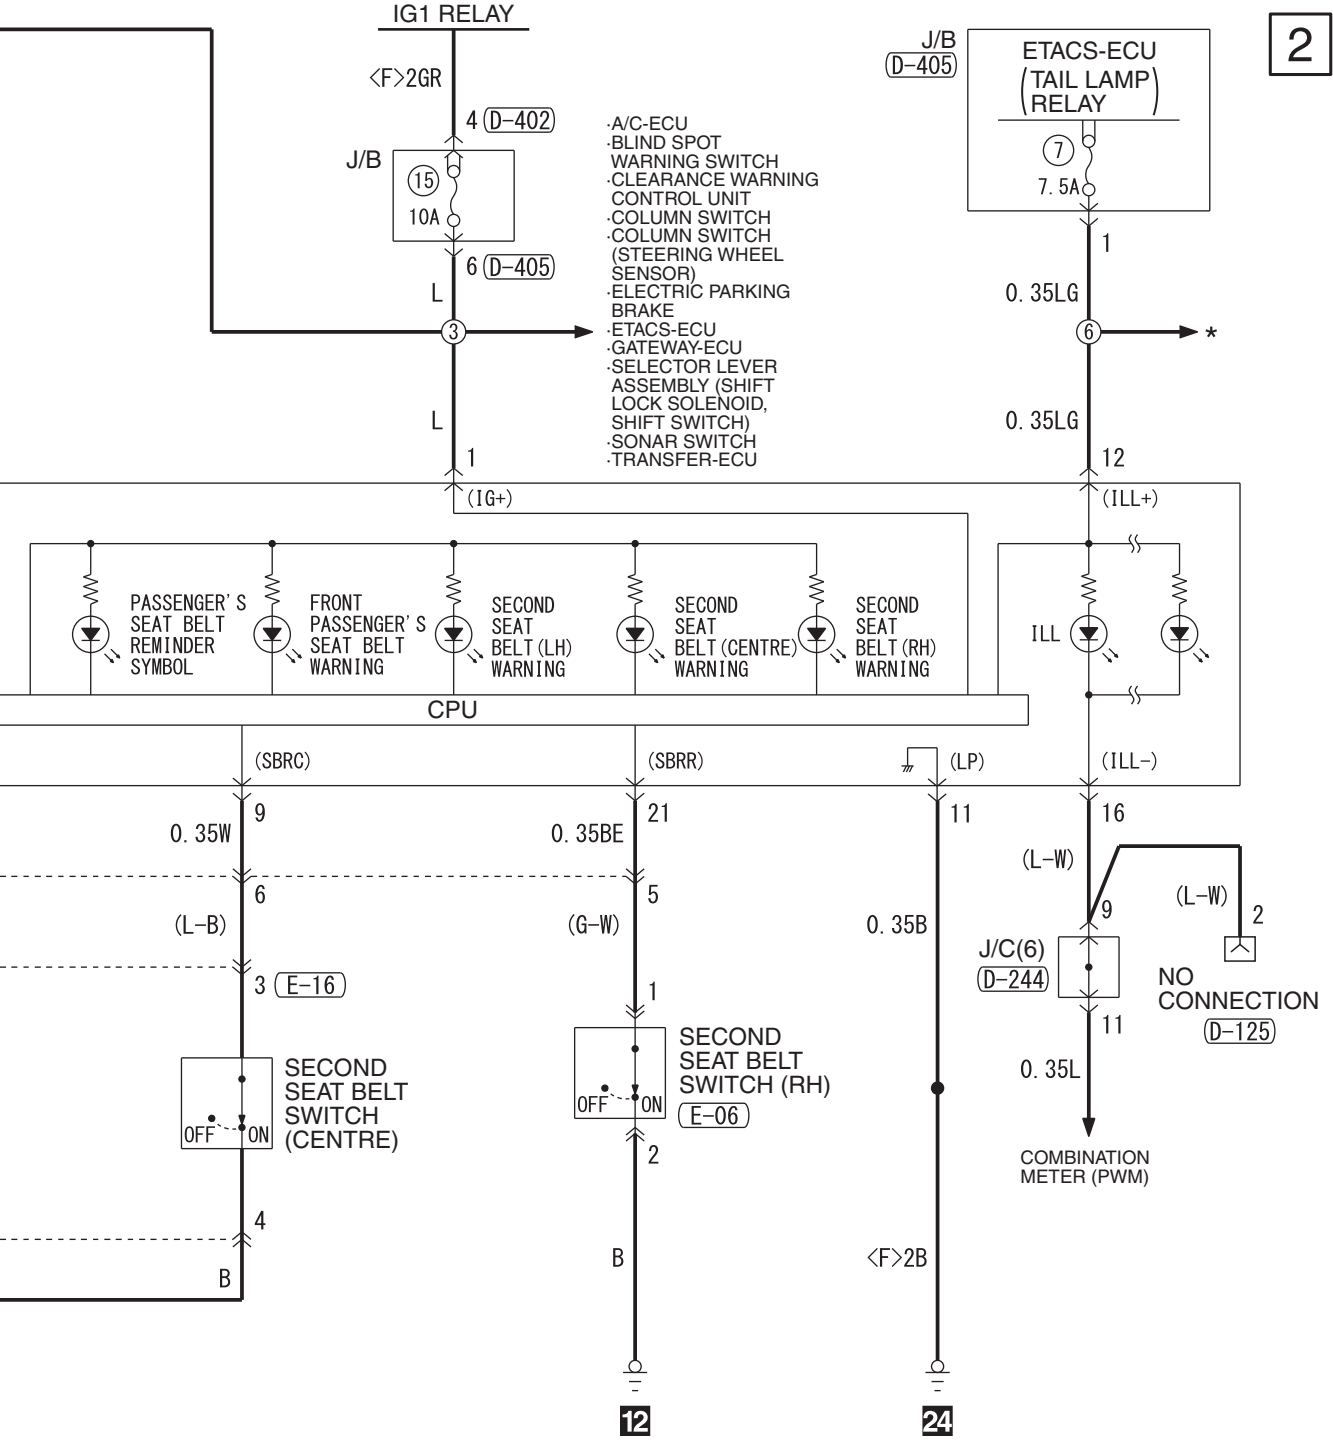 IG1 RELAY
<F>2GR
4 (D-402)
J/B
15
10A
6 (D-405)
L
3
·A/C-ECU
·BLIND SPOT
WARNING SWITCH
·CLEARANCE WARNING
CONTROL UNIT
·COLUMN SWITCH
·COLUMN SWITCH
(STEERING WHEEL
SENSOR)
·ELECTRIC PARKING
BRAKE
·ETACS-ECU
·GATEWAY-ECU
·SELECTOR LEVER
ASSEMBLY (SHIFT
LOCK SOLENOID,
SHIFT SWITCH)
·SONAR SWITCH
·TRANSFER-ECU
L
1
(IG+)
J/B
(D-405)
ETACS-ECU
(TAIL LAMP
RELAY)
7
7.5A
1
0.35LG
6
*
0.35LG
12
(ILL+)
2
PASSENGER'S
SEAT BELT
REMINDER
SYMBOL
FRONT
PASSENGER'S
SEAT BELT
WARNING
SECOND
SEAT
BELT(LH)
WARNING
SECOND
SEAT
BELT(CENTRE)
WARNING
SECOND
SEAT
BELT(RH)
WARNING
ILL
CPU
(SBRC)
9
0.35W
6
(L-B)
3 (E-16)
SECOND
SEAT BELT
SWITCH
(CENTRE)
OFF ON
4
B
(SBRR)
21
0.35BE
5
(G-W)
1
SECOND
SEAT BELT
SWITCH (RH)
(E-06)
OFF ON
2
B
12
(LP)
11
0.35B
<F>2B
24
(ILL-)
16
(L-W)
9
J/C(6)
(D-244)
11
0.35L
COMBINATION
METER (PWM)
(L-W)
2
NO
CONNECTION
(D-125)